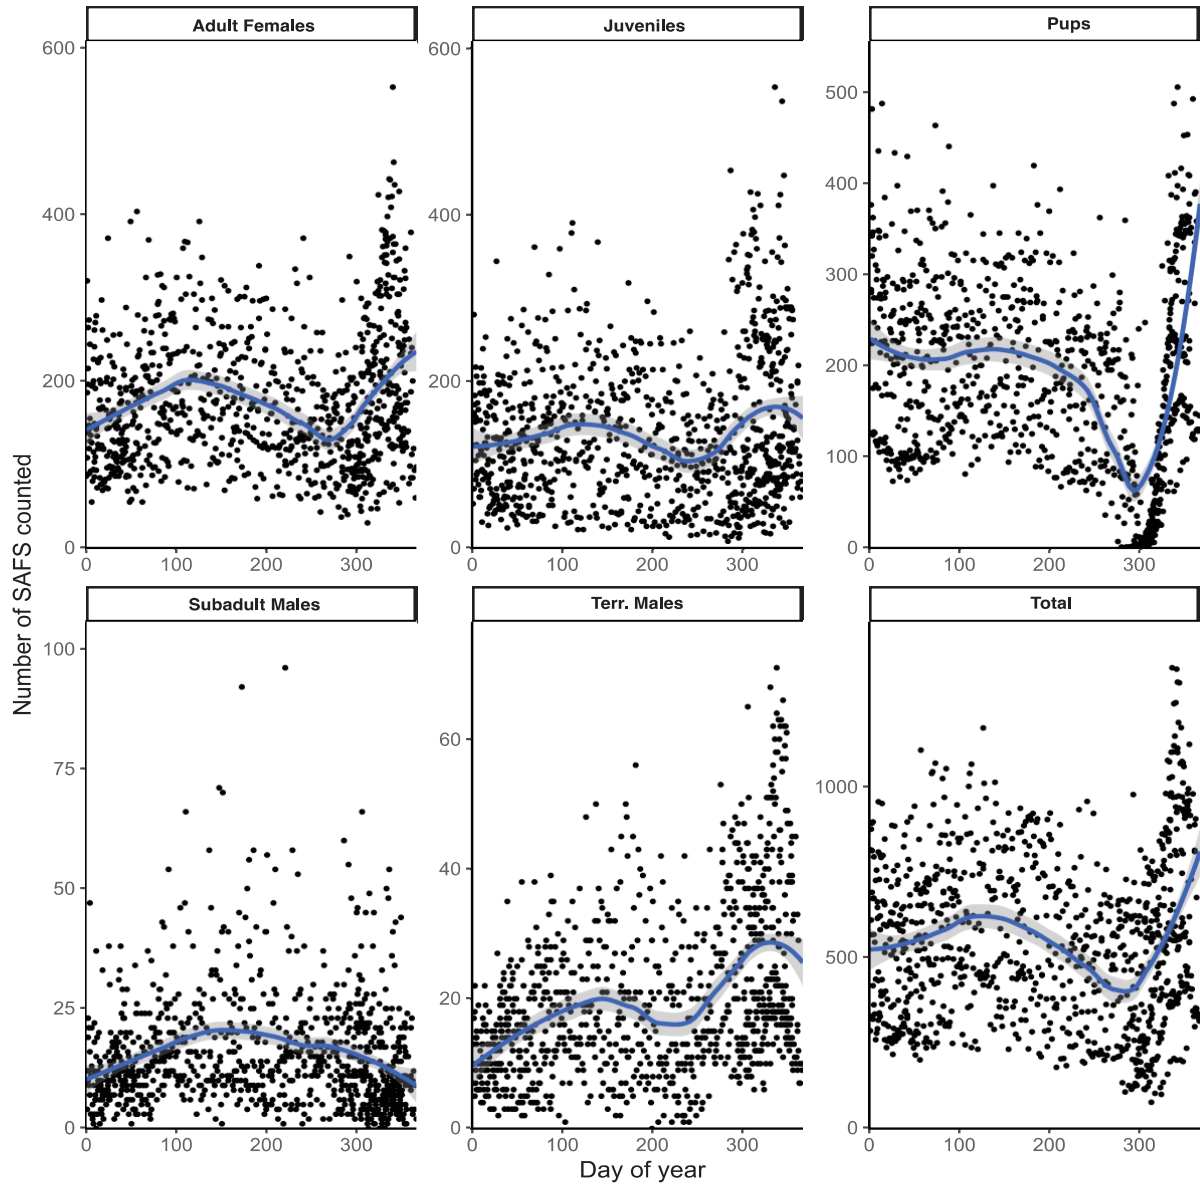 Adult Females
Juveniles
Pups
600
400
200
0
0 100 200 300
600
400
200
0
0 100 200 300
500
400
300
200
100
0
0 100 200 300
Number of SAFS counted
Subadult Males
Terr. Males
Total
100
75
50
25
0
0 100 200 300
60
40
20
0
0 100 200 300
1000
500
0
0 100 200 300
Day of year